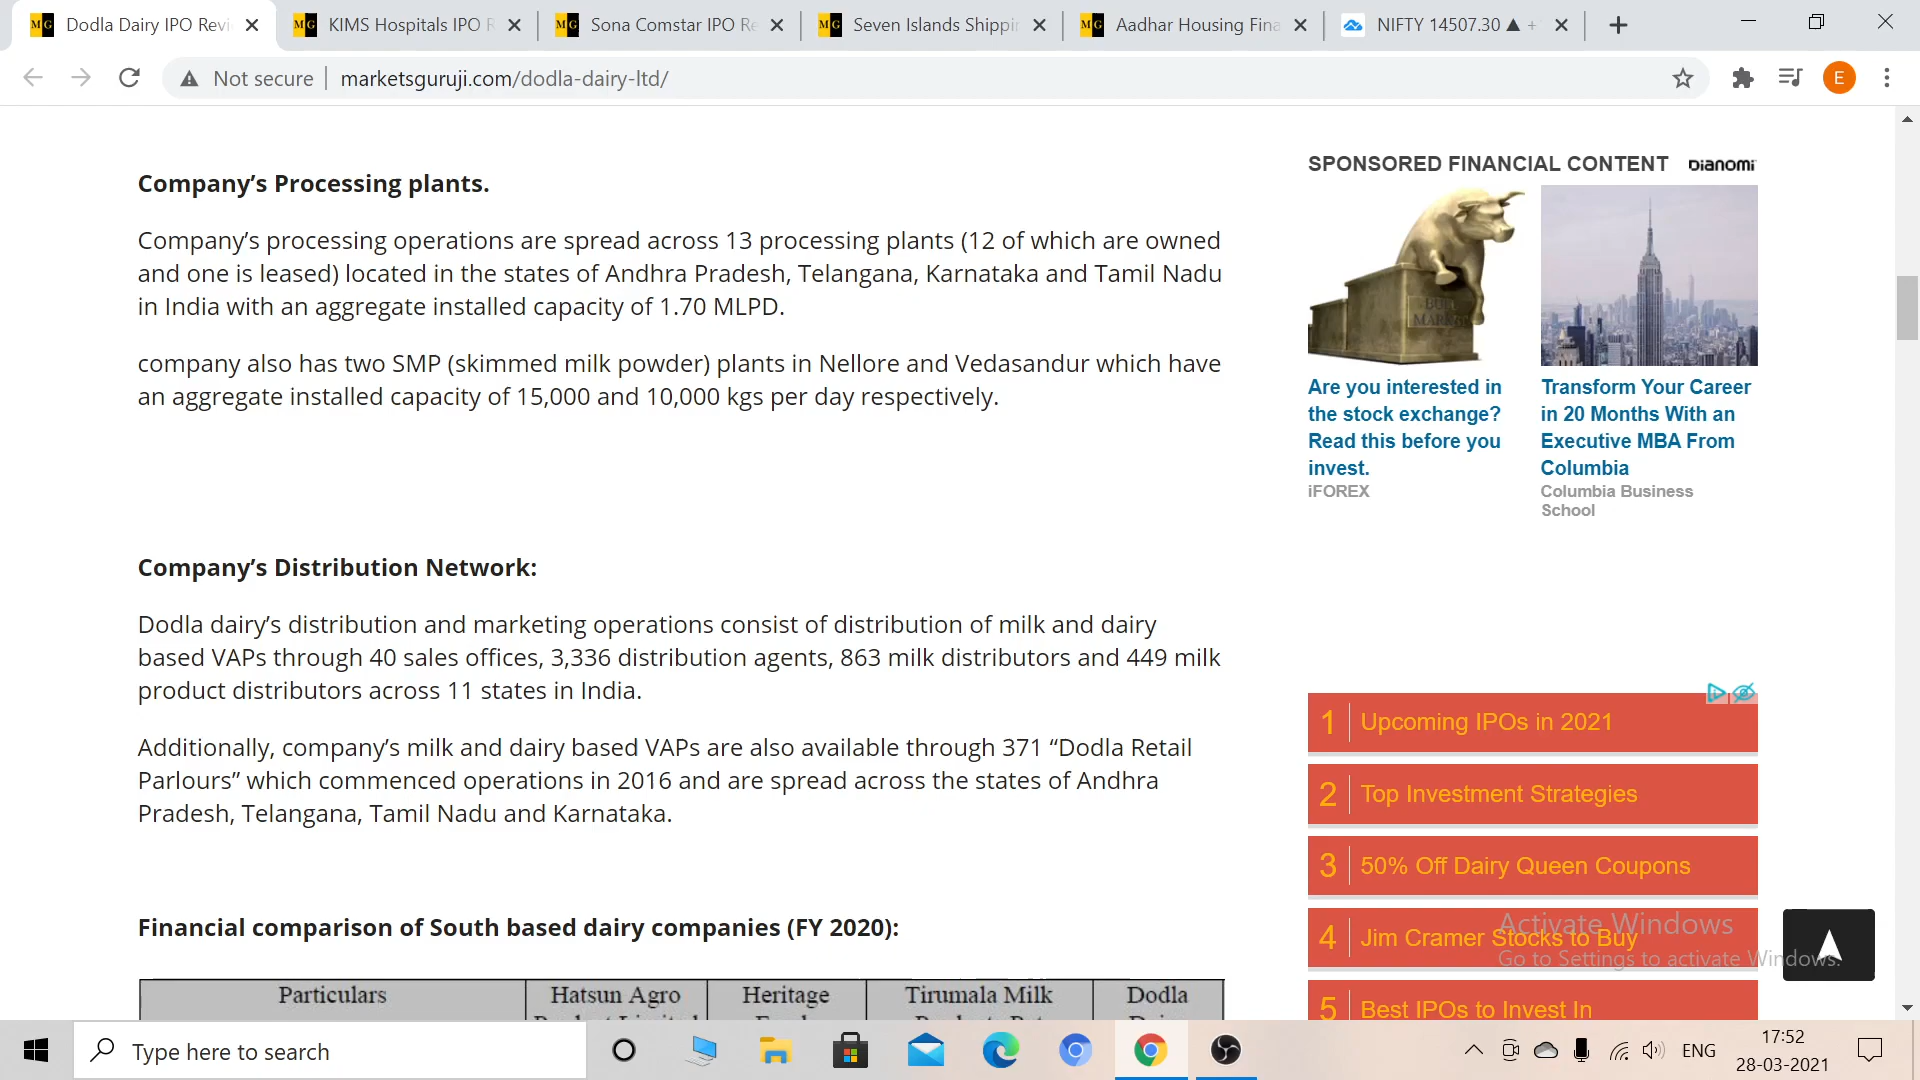 MG Dodla Dairy IPO Revi
MG KIMS Hospitals IPO R
MG Sona Comstar IPO Re
MG Seven Islands Shippin
MG Aadhar Housing Fina
NIFTY 14507.30 ▲ +
Not secure
marketsguruji.com/dodla-dairy-ltd/
E
Company’s Processing plants.
Company’s processing operations are spread across 13 processing plants (12 of which are owned
and one is leased) located in the states of Andhra Pradesh, Telangana, Karnataka and Tamil Nadu
in India with an aggregate installed capacity of 1.70 MLPD.
company also has two SMP (skimmed milk powder) plants in Nellore and Vedasandur which have
an aggregate installed capacity of 15,000 and 10,000 kgs per day respectively.
Company’s Distribution Network:
Dodla dairy’s distribution and marketing operations consist of distribution of milk and dairy
based VAPs through 40 sales offices, 3,336 distribution agents, 863 milk distributors and 449 milk
product distributors across 11 states in India.
Additionally, company’s milk and dairy based VAPs are also available through 371 “Dodla Retail
Parlours” which commenced operations in 2016 and are spread across the states of Andhra
Pradesh, Telangana, Tamil Nadu and Karnataka.
Financial comparison of South based dairy companies (FY 2020):
Particulars
Hatsun Agro
Heritage
Tirumala Milk
Dodla
SPONSORED FINANCIAL CONTENT
Dianomi
BULL
MARKET
Are you interested in
the stock exchange?
Read this before you
invest.
iFOREX
Transform Your Career
in 20 Months With an
Executive MBA From
Columbia
Columbia Business
School
1 Upcoming IPOs in 2021
2 Top Investment Strategies
3 50% Off Dairy Queen Coupons
4 Jim Cramer Stocks to Buy
5 Best IPOs to Invest In
Activate Windows
Go to Settings to activate Windows.
Type here to search
ENG
17:52
28-03-2021